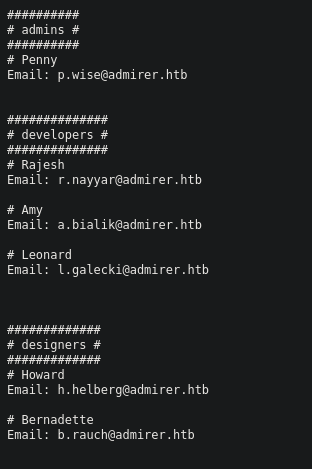 ##########
# admins #
##########
# Penny
Email: p.wise@admirer.htb
##############
# developers #
##############
# Rajesh
Email: r.nayyar@admirer.htb
# Amy
Email: a.bialik@admirer.htb
# Leonard
Email: l.galecki@admirer.htb
#############
# designers #
#############
# Howard
Email: h.helberg@admirer.htb
# Bernadette
Email: b.rauch@admirer.htb